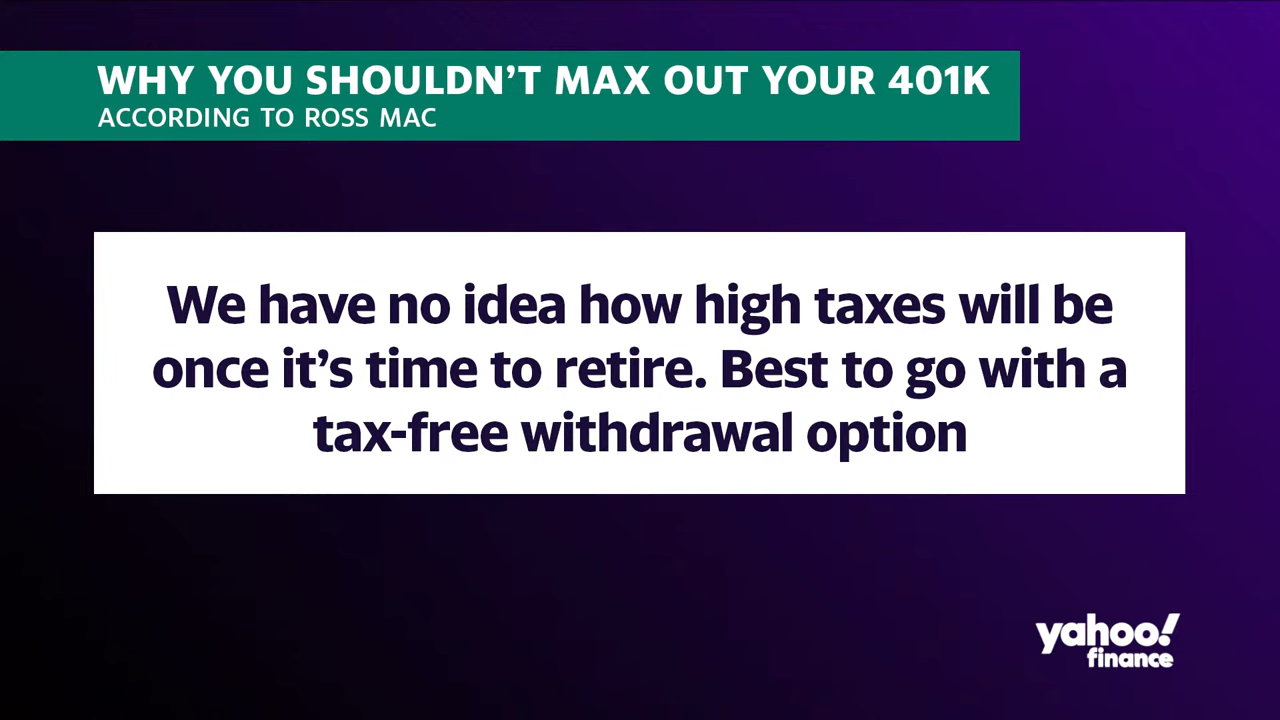 WHY YOU SHOULDN’T MAX OUT YOUR 401K
ACCORDING TO ROSS MAC
We have no idea how high taxes will be
once it’s time to retire. Best to go with a
tax-free withdrawal option
yahoo!
finance